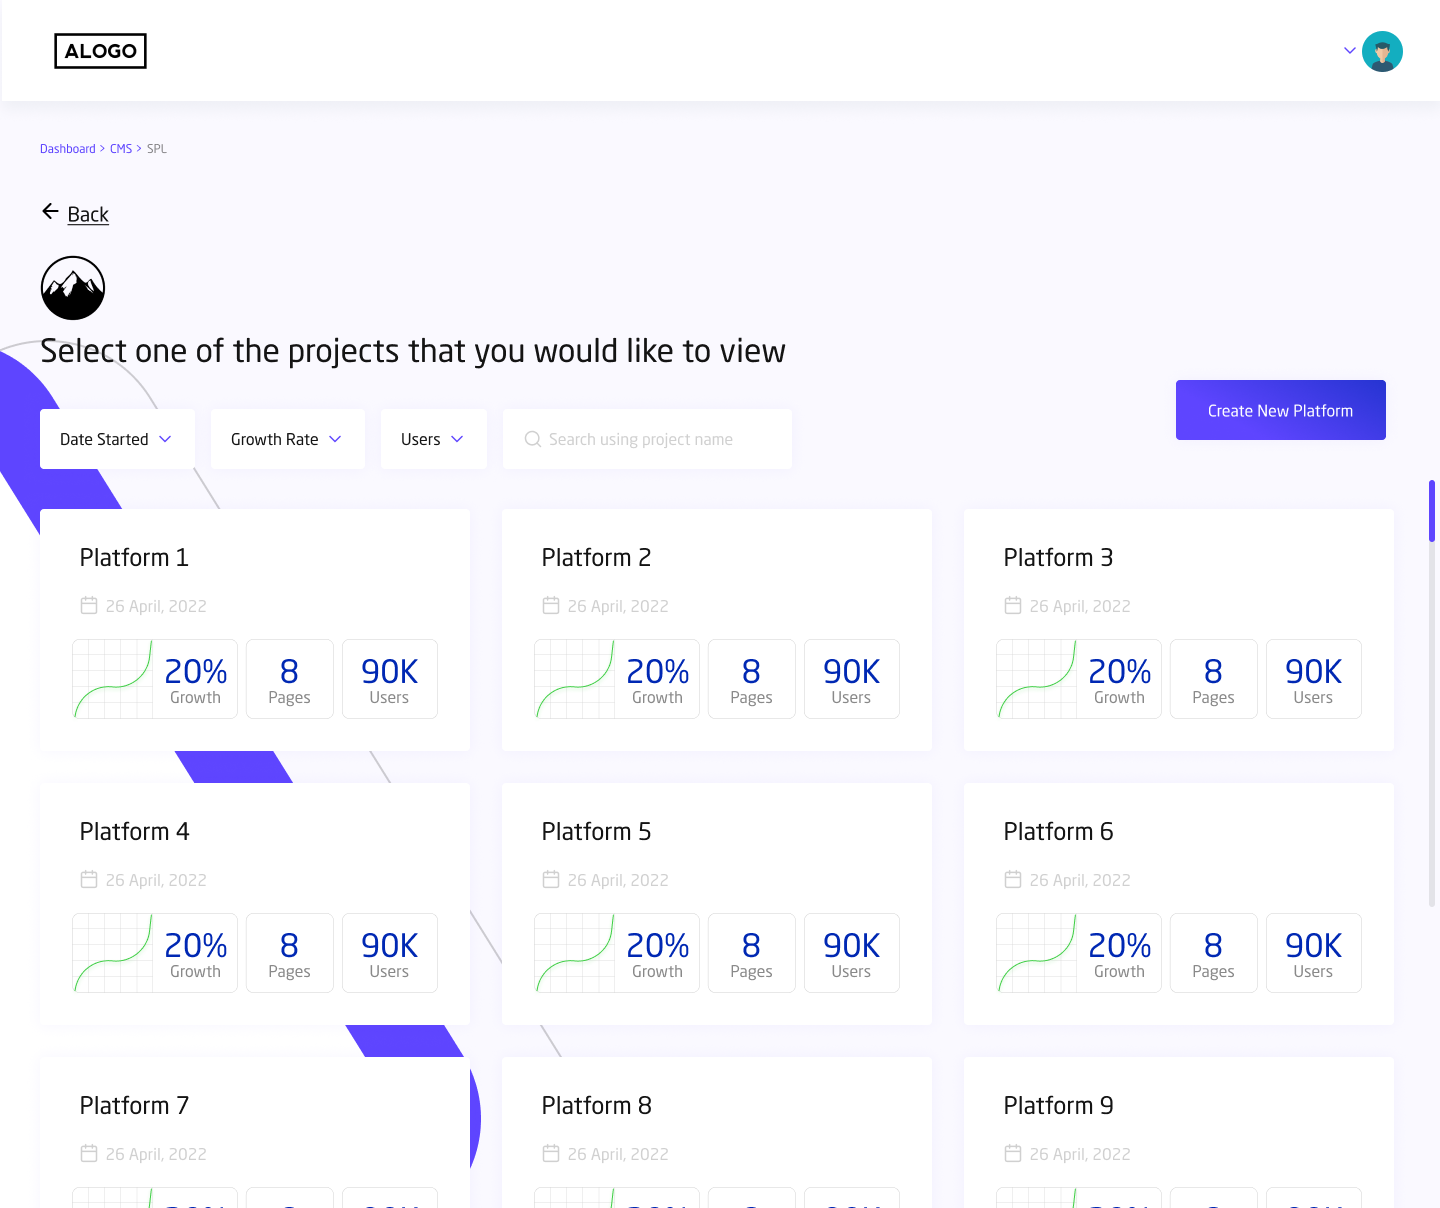 ALOGO
Dashboard > CMS > SPL
Back
Select one of the projects that you would like to view
Create New Platform
Date Started
Growth Rate
Users
Search using project name
Platform 1
26 April, 2022
20%
Growth
8
Pages
90K
Users
Platform 2
26 April, 2022
20%
Growth
8
Pages
90K
Users
Platform 3
26 April, 2022
20%
Growth
8
Pages
90K
Users
Platform 4
26 April, 2022
20%
Growth
8
Pages
90K
Users
Platform 5
26 April, 2022
20%
Growth
8
Pages
90K
Users
Platform 6
26 April, 2022
20%
Growth
8
Pages
90K
Users
Platform 7
26 April, 2022
Platform 8
26 April, 2022
Platform 9
26 April, 2022